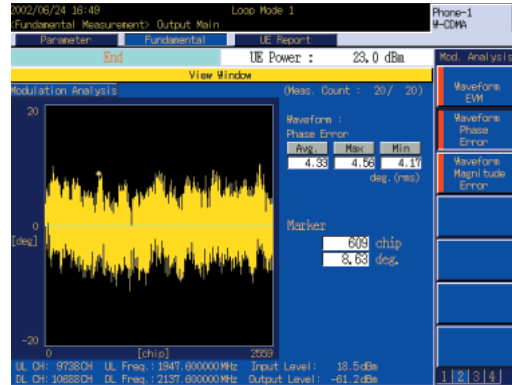 2002/06/24 16:49 Loop Mode 1 Phone-1
<Fundamental Measurement> Output Main W-CDMA
Parameter Fundamental UE Report
End UE Power : 23.0 dBm Mod. Analysis
View Window
Modulation Analysis (Meas. Count : 20/ 20)
Waveform EVM
Waveform Phase Error
Waveform Magnitude Error
20
0
[deg]
-20
0 [chip] 2559
Waveform :
Phase Error
Avg. Max Min
4.33 4.56 4.17
deg.(rms)
Marker
609 chip
8.63 deg.
UL CH: 9738CH UL Freq.:1947.600000MHz Input Level: 18.5dBm
DL CH:10688CH DL Freq.:2137.600000MHz Output Level: -61.2dBm
1 2 3 4